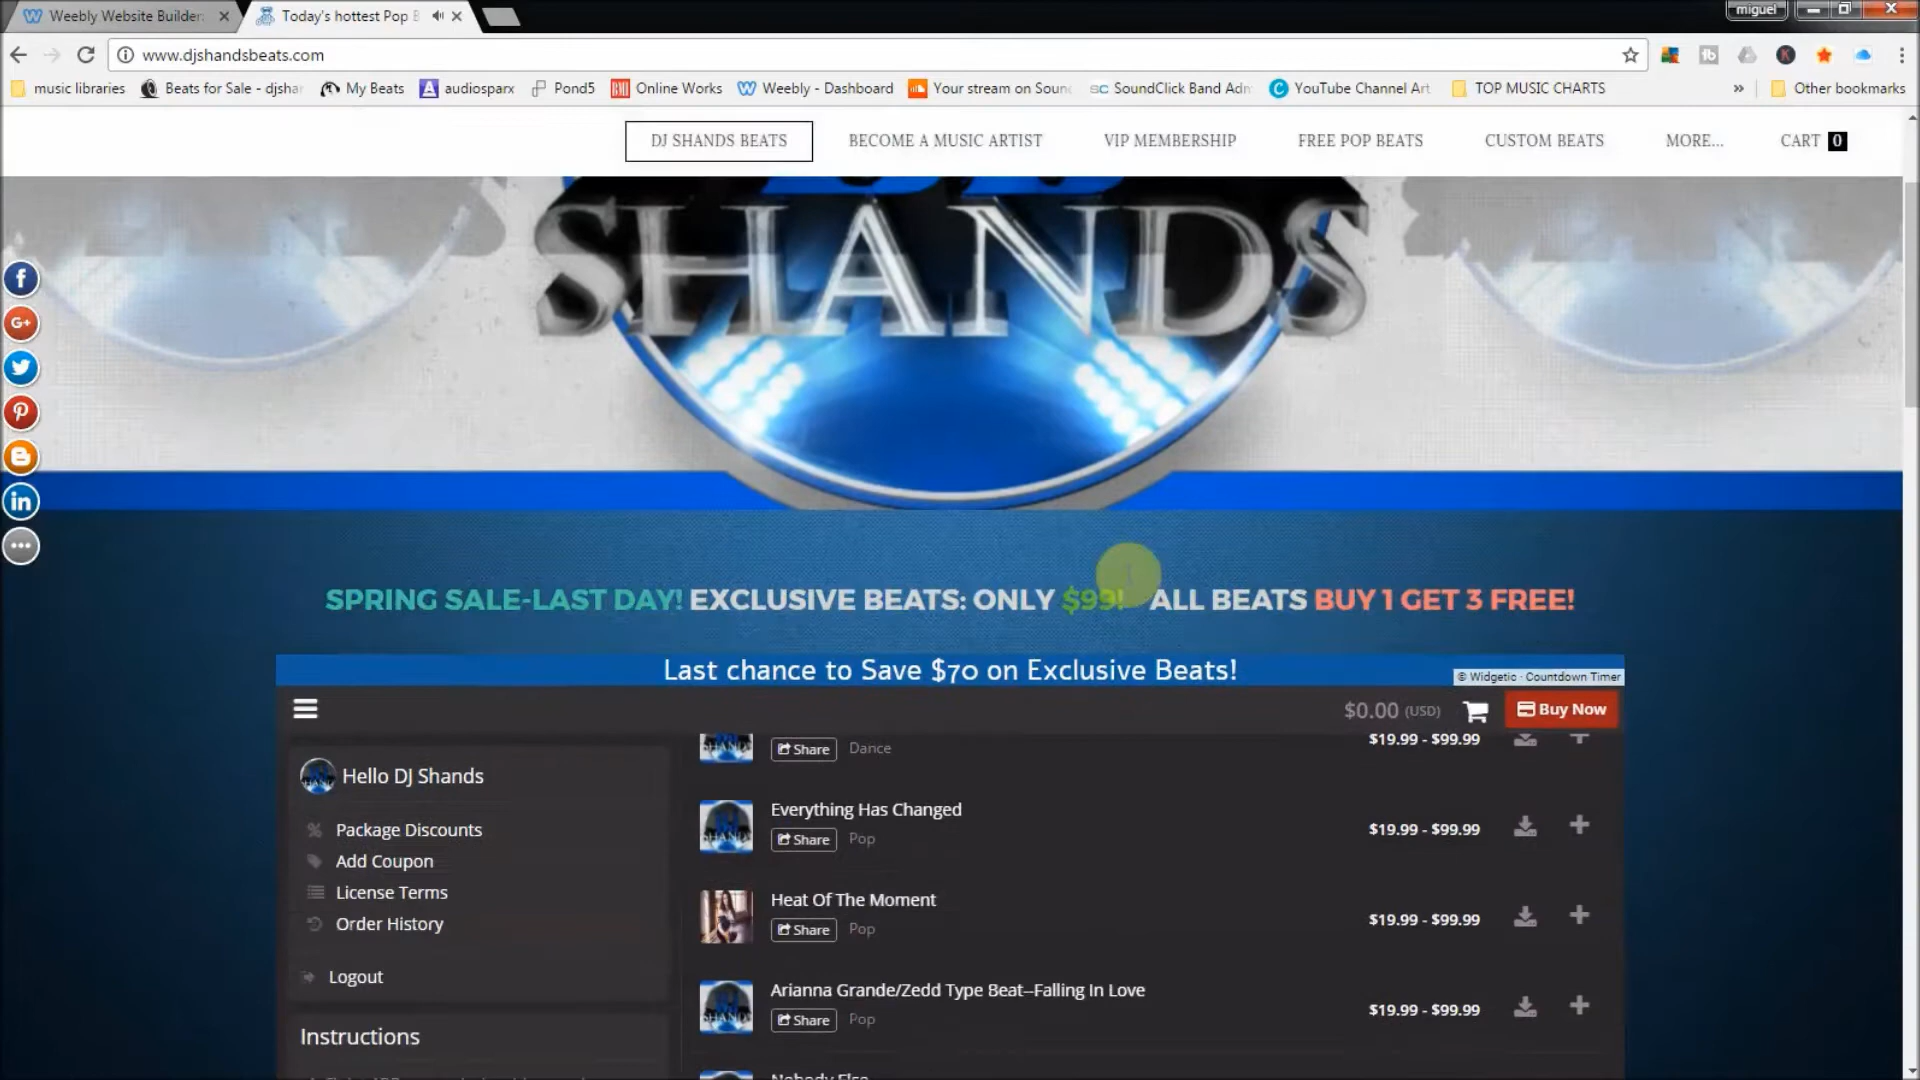 Weebly Website Builder:
Today's hottest Pop B
miguel
www.djshandsbeats.com
music libraries
Beats for Sale - djshar
My Beats
audiosparx
Pond5
BMI Online Works
Weebly - Dashboard
Your stream on Soun
SC SoundClick Band Adm
YouTube Channel Art
TOP MUSIC CHARTS
»
Other bookmarks
DJ SHANDS BEATS
BECOME A MUSIC ARTIST
VIP MEMBERSHIP
FREE POP BEATS
CUSTOM BEATS
MORE...
CART 0
SHANDS
SPRING SALE-LAST DAY! EXCLUSIVE BEATS: ONLY $99! ALL BEATS BUY 1 GET 3 FREE!
Last chance to Save $70 on Exclusive Beats!
© Widgetic · Countdown Timer
$0.00 (USD)
Buy Now
Share
Dance
$19.99 - $99.99
Hello DJ Shands
Package Discounts
Add Coupon
License Terms
Order History
Logout
Instructions
Everything Has Changed
Share
Pop
$19.99 - $99.99
Heat Of The Moment
Share
Pop
$19.99 - $99.99
Arianna Grande/Zedd Type Beat--Falling In Love
Share
Pop
$19.99 - $99.99
Nobody Else